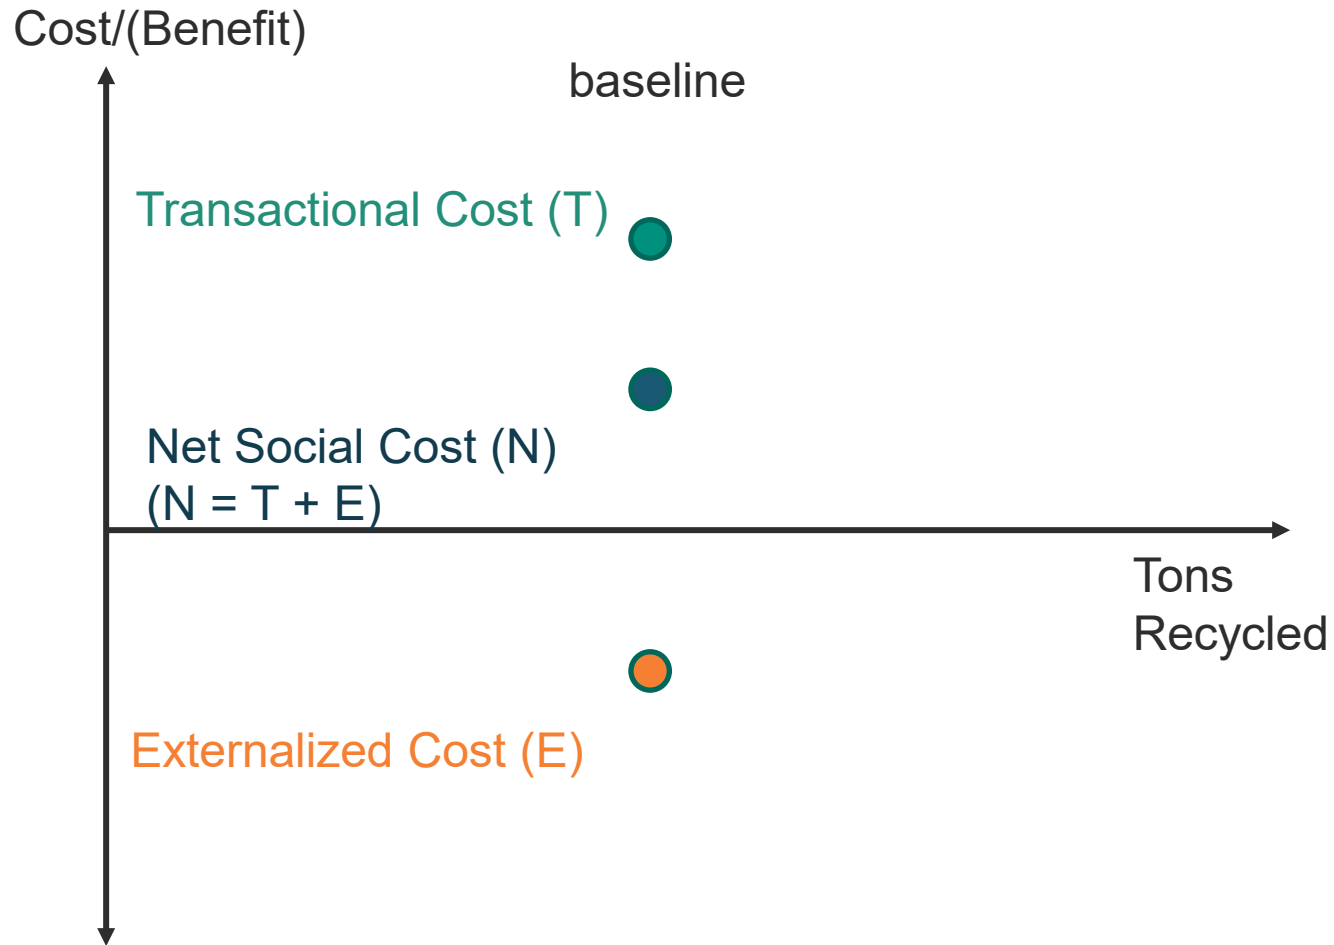 Cost/(Benefit)
baseline
Transactional Cost (T)
Net Social Cost (N)
(N = T + E)
Tons
Recycled
Externalized Cost (E)